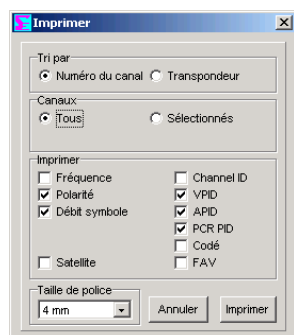 Imprimer
Tri par
Numéro du canal Transpondeur
Canaux
Tous Sélectionnés
Imprimer
Fréquence Channel ID
Polarité VPID
Débit symbole APID
PCR PID
Codé
Satellite FAV
Taille de police
4 mm Annuler Imprimer